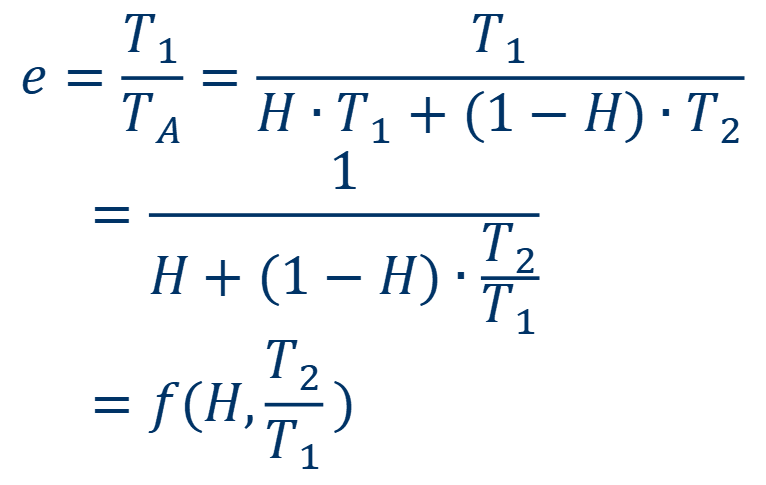 e = T₁/T_A = T₁/(H · T₁ + (1 − H) · T₂)
= 1/(H + (1 − H) · T₂/T₁)
= f(H, T₂/T₁)